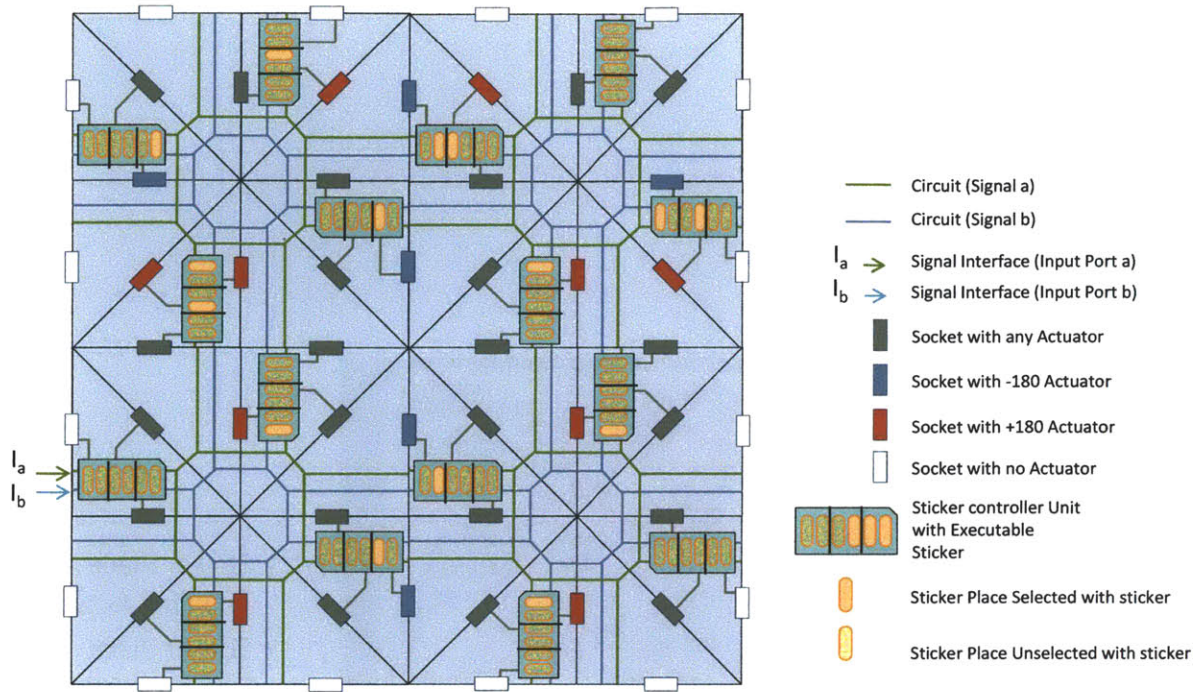 Circuit (Signal a)
Circuit (Signal b)
Iₐ Signal Interface (Input Port a)
I_b Signal Interface (Input Port b)
Socket with any Actuator
Socket with -180 Actuator
Socket with +180 Actuator
Iₐ
I_b
Socket with no Actuator
Sticker controller Unit
with Executable
Sticker
Sticker Place Selected with sticker
Sticker Place Unselected with sticker